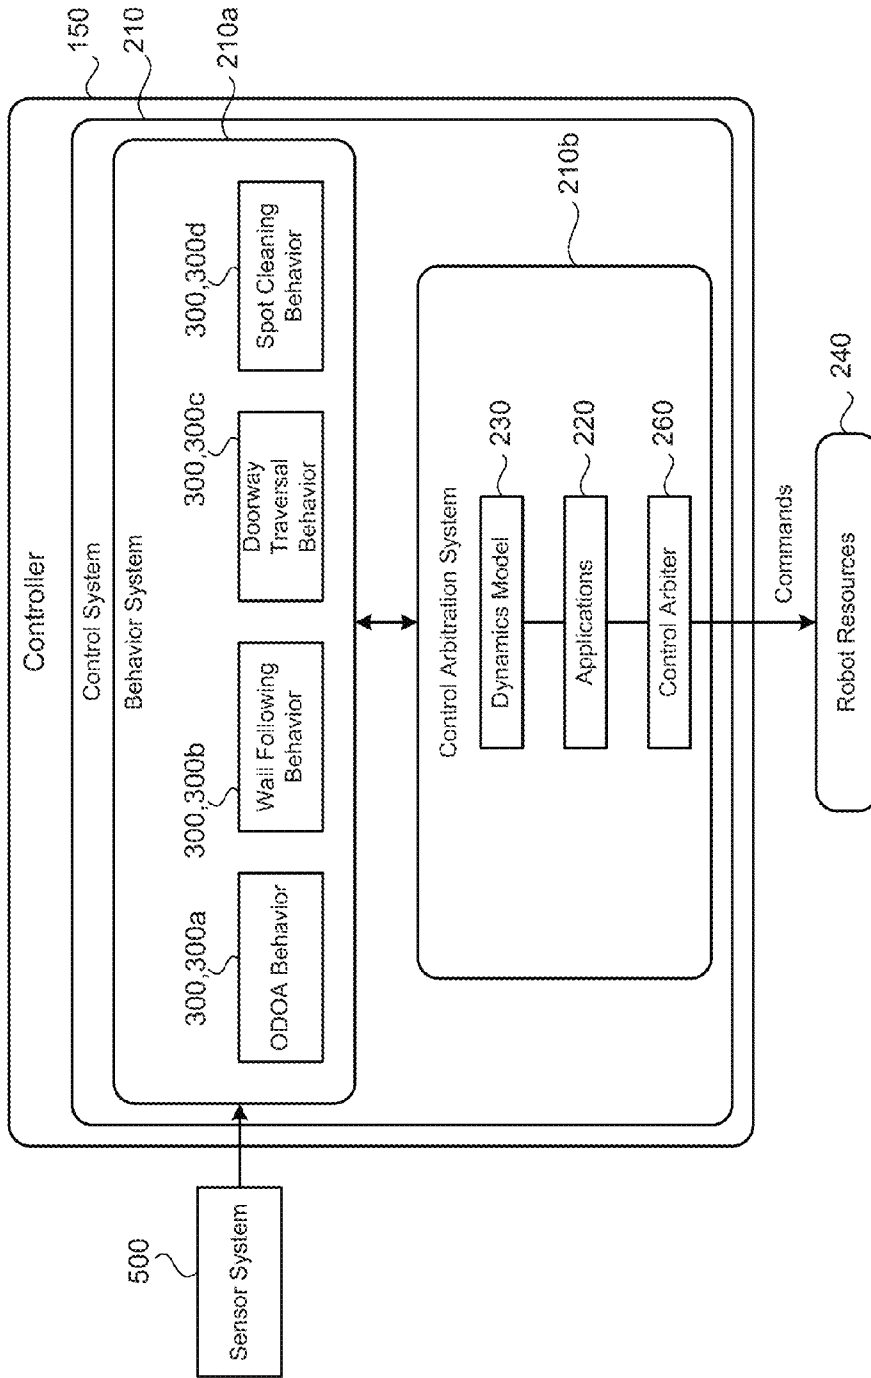 Controller
150
Control System
210
Behavior System
210a
300,300a
300,300b
300,300c
300,300d
ODOA Behavior
Wall Following
Behavior
Doorway
Traversal
Behavior
Spot Cleaning
Behavior
500
Sensor System
Control Arbitration System
210b
Dynamics Model
230
Applications
220
Control Arbiter
260
Commands
Robot Resources
240